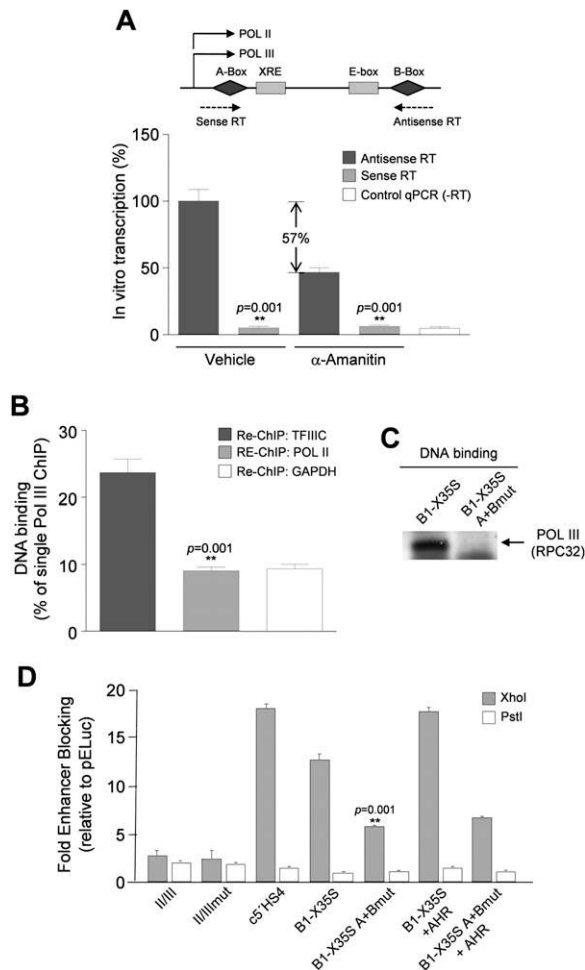 A
POL II
POL III
A-Box
XRE
E-box
B-Box
Sense RT
Antisense RT
In vitro transcription (%)
150
100
50
0
Antisense RT
Sense RT
Control qPCR (-RT)
57%
p=0.001
**
p=0.001
**
Vehicle
α-Amanitin
B
DNA binding
(% of single Pol III ChIP)
30
20
10
0
Re-ChIP: TFIIIC
RE-ChIP: POL II
Re-ChIP: GAPDH
p=0.001
**
C
DNA binding
B1-X35S
B1-X35S
A+Bmut
POL III
(RPC32)
D
Fold Enhancer Blocking
(relative to pELuc)
20
15
10
5
0
XhoI
PstI
p=0.001
**
II/III
II/IIImut
c5'HS4
B1-X35S
B1-X35S A+Bmut
B1-X35S
+AHR
B1-X35S A+Bmut
+ AHR